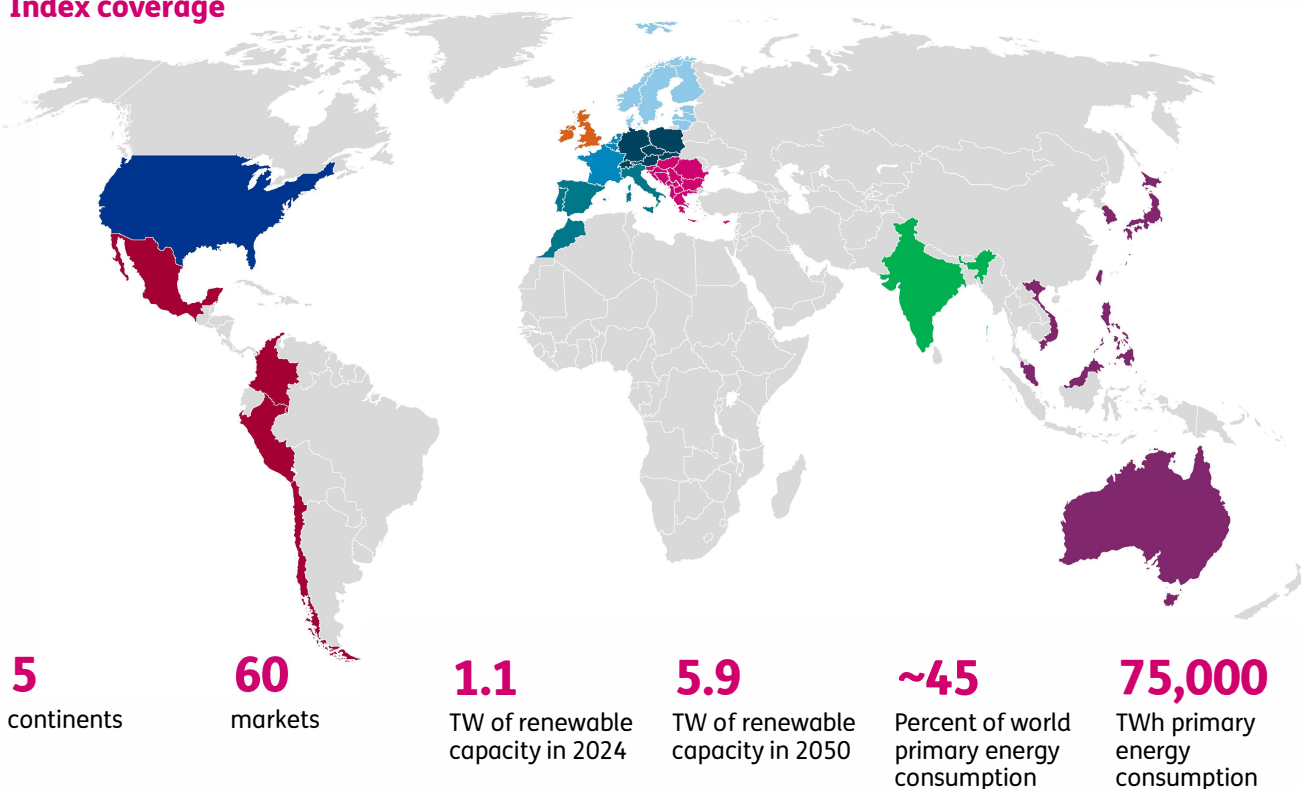 Index coverage
5
continents
60
markets
1.1
TW of renewable
capacity in 2024
5.9
TW of renewable
capacity in 2050
~45
Percent of world
primary energy
consumption
75,000
TWh primary
energy
consumption